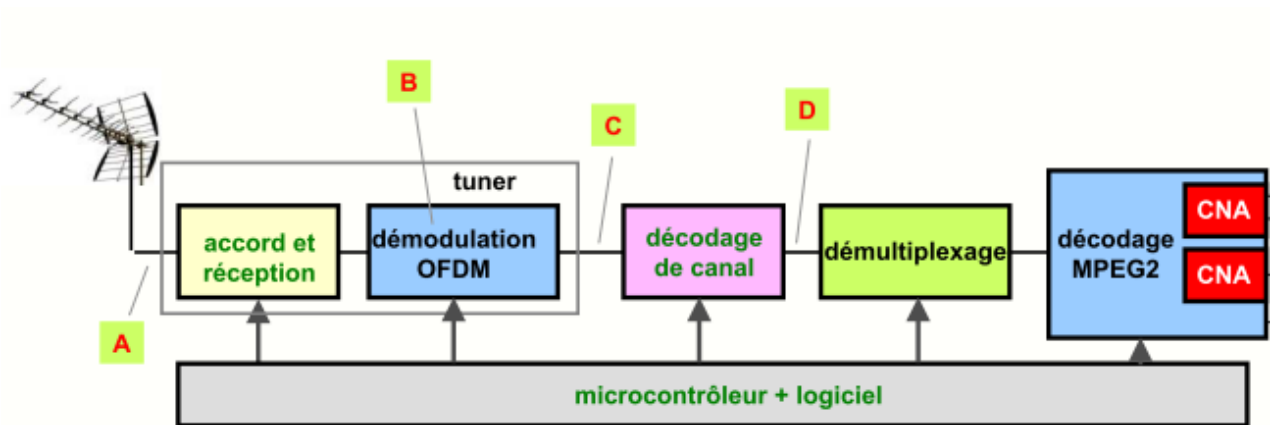 B
C
D
A
tuner
accord et
réception
démodulation
OFDM
décodage
de canal
démultiplexage
décodage
MPEG2
CNA
CNA
microcontrôleur + logiciel